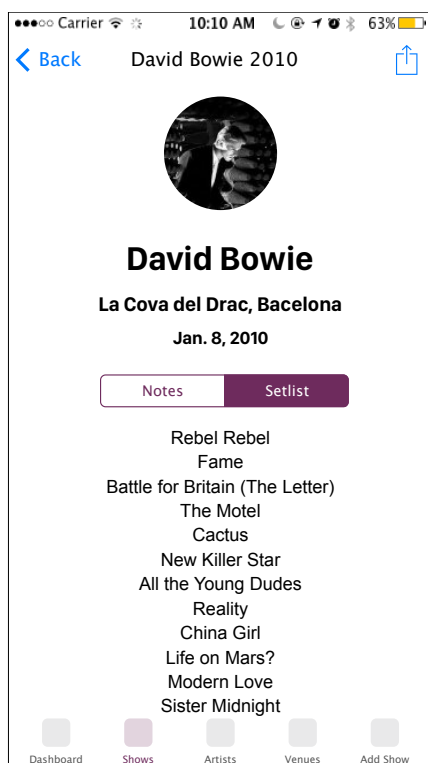 Carrier 10:10 AM 63%
Back David Bowie 2010
David Bowie
La Cova del Drac, Bacelona
Jan. 8, 2010
Notes Setlist
Rebel Rebel
Fame
Battle for Britain (The Letter)
The Motel
Cactus
New Killer Star
All the Young Dudes
Reality
China Girl
Life on Mars?
Modern Love
Sister Midnight
Dashboard Shows Artists Venues Add Show